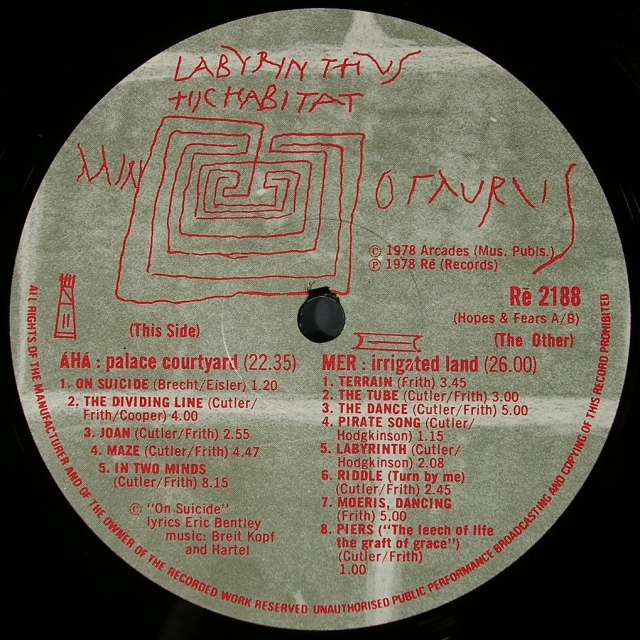 LABYRINTHUS
HIC HABITAT
MINOTAURUS
© 1978 Arcades (Mus. Publs.)
Ⓟ 1978 Rē (Records)
Rē 2188
(Hopes & Fears A/B)
(This Side)
(The Other)
ÁHÁ : palace courtyard (22.35)
1. ON SUICIDE (Brecht/Eisler) 1.20
2. THE DIVIDING LINE (Cutler/
Frith/Cooper) 4.00
3. JOAN (Cutler/Frith) 2.55
4. MAZE (Cutler/Frith) 4.47
5. IN TWO MINDS
(Cutler/Frith) 8.15
© "On Suicide"
lyrics Eric Bentley
music: Breit Kopf
and Hartel
MER : irrigated land (26.00)
1. TERRAIN (Frith) 3.45
2. THE TUBE (Cutler/Frith) 3.00
3. THE DANCE (Cutler/Frith) 5.00
4. PIRATE SONG (Cutler/
Hodgkinson) 1.15
5. LABYRINTH (Cutler/
Hodgkinson) 2.08
6. RIDDLE (Turn by me)
(Cutler/Frith) 2.45
7. MOERIS, DANCING
(Frith) 5.00
8. PIERS ("The leech of life
the graft of grace")
(Cutler/Frith)
1.00
ALL RIGHTS OF THE MANUFACTURER AND OF THE OWNER OF THE RECORDED WORK RESERVED UNAUTHORISED PUBLIC PERFORMANCE BROADCASTING AND COPYING OF THIS RECORD PROHIBITED